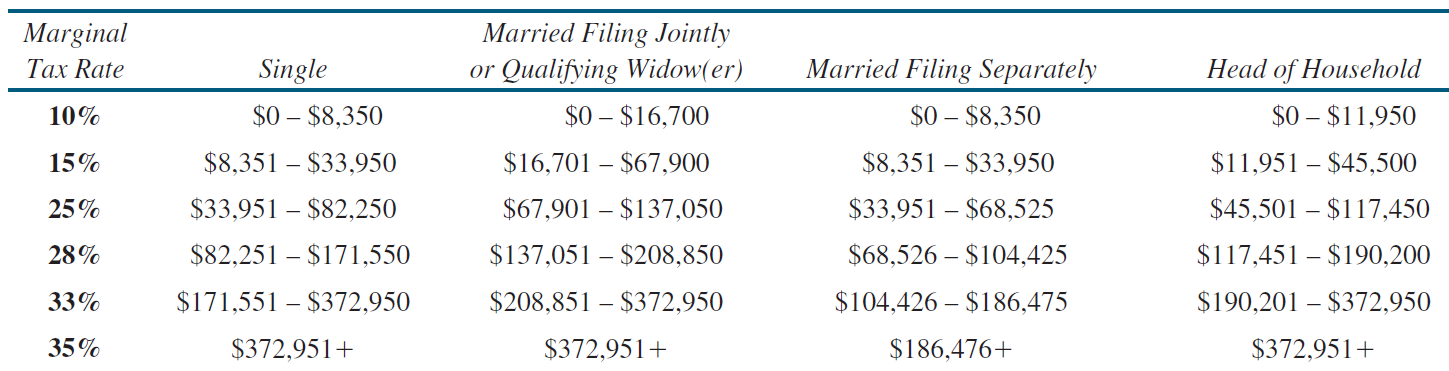 Marginal Married Filing Jointly
Tax Rate Single or Qualifying Widow(er) Married Filing Separately Head of Household
10% $0 – $8,350 $0 – $16,700 $0 – $8,350 $0 – $11,950
15% $8,351 – $33,950 $16,701 – $67,900 $8,351 – $33,950 $11,951 – $45,500
25% $33,951 – $82,250 $67,901 – $137,050 $33,951 – $68,525 $45,501 – $117,450
28% $82,251 – $171,550 $137,051 – $208,850 $68,526 – $104,425 $117,451 – $190,200
33% $171,551 – $372,950 $208,851 – $372,950 $104,426 – $186,475 $190,201 – $372,950
35% $372,951+ $372,951+ $186,476+ $372,951+